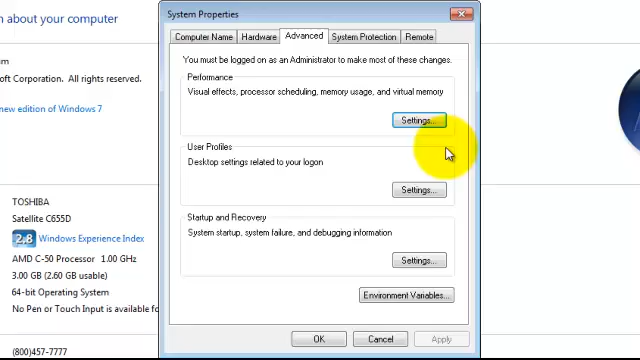 n about your computer
em
oft Corporation. All rights reserved.
new edition of Windows 7
TOSHIBA
Satellite C655D
2.8 Windows Experience Index
AMD C-50 Processor 1.00 GHz
3.00 GB (2.60 GB usable)
64-bit Operating System
No Pen or Touch Input is available fo
(800)457-7777
System Properties
Computer Name Hardware Advanced System Protection Remote
You must be logged on as an Administrator to make most of these changes.
Performance
Visual effects, processor scheduling, memory usage, and virtual memory
Settings...
User Profiles
Desktop settings related to your logon
Settings...
Startup and Recovery
System startup, system failure, and debugging information
Settings...
Environment Variables...
OK Cancel Apply